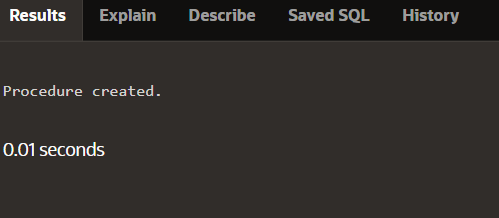 Results Explain Describe Saved SQL History
Procedure created.
0.01 seconds